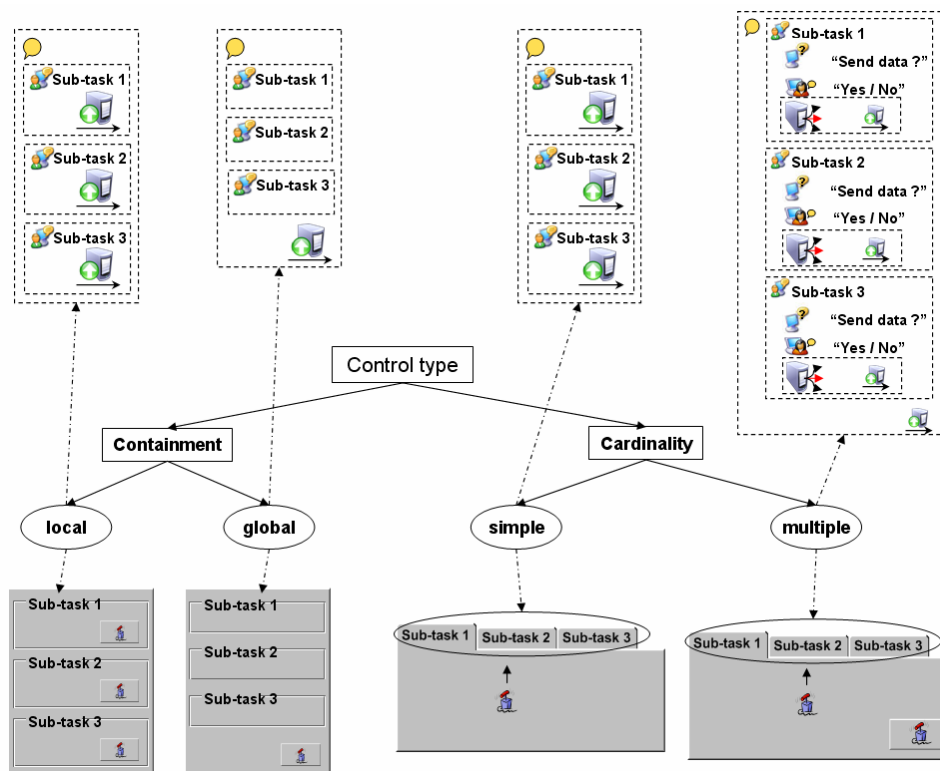 Sub-task 1
Sub-task 2
Sub-task 3
Sub-task 1
Sub-task 2
Sub-task 3
Sub-task 1
Sub-task 2
Sub-task 3
Sub-task 1
?
“Send data ?”
“Yes / No”
Sub-task 2
?
“Send data ?”
“Yes / No”
Sub-task 3
?
“Send data ?”
“Yes / No”
Control type
Containment
Cardinality
local
global
simple
multiple
Sub-task 1
Sub-task 2
Sub-task 3
Sub-task 1
Sub-task 2
Sub-task 3
Sub-task 1 Sub-task 2 Sub-task 3
Sub-task 1 Sub-task 2 Sub-task 3